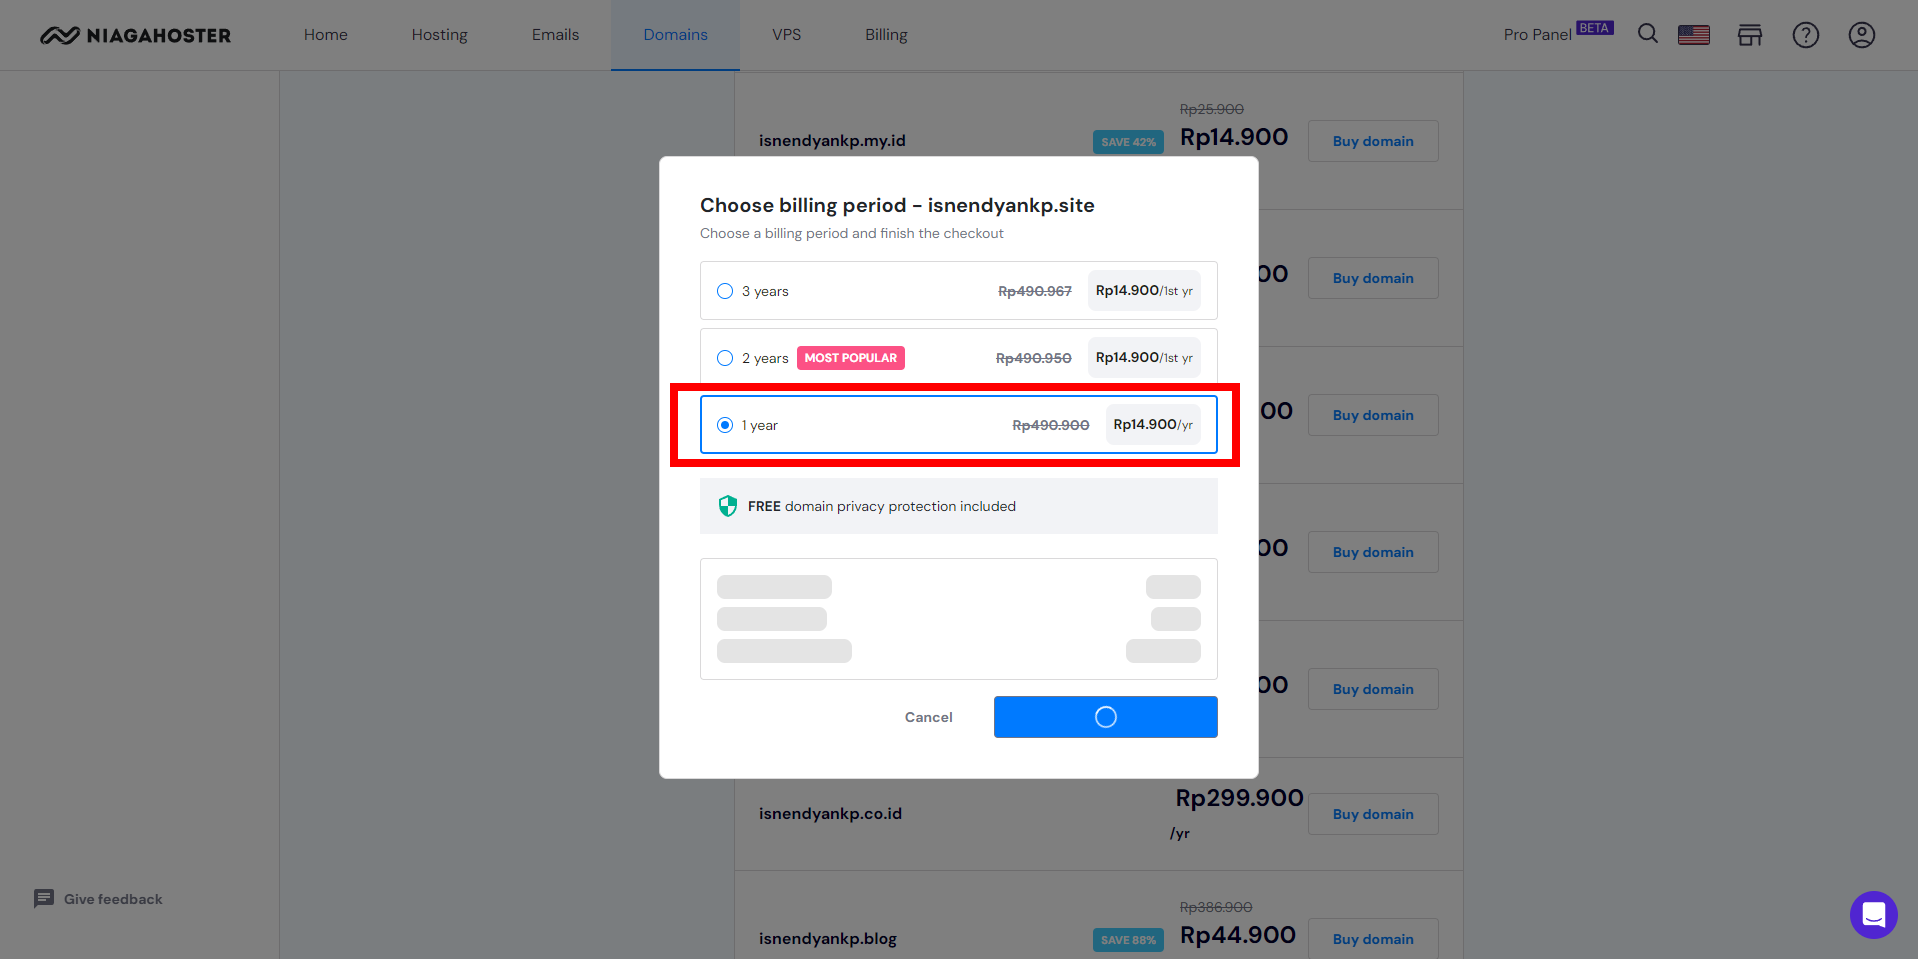 NIAGAHOSTER
Home
Hosting
Emails
Domains
VPS
Billing
Pro Panel BETA
Rp25.900
isnendyankp.my.id
SAVE 42%
Rp14.900
Buy domain
Choose billing period - isnendyankp.site
Choose a billing period and finish the checkout
3 years
Rp490.967
Rp14.900/1st yr
00
Buy domain
2 years
MOST POPULAR
Rp490.950
Rp14.900/1st yr
1 year
Rp490.900
Rp14.900/yr
00
Buy domain
FREE domain privacy protection included
00
Buy domain
00
Buy domain
Cancel
isnendyankp.co.id
Rp299.900
/yr
Buy domain
Give feedback
Rp386.900
isnendyankp.blog
SAVE 88%
Rp44.900
Buy domain